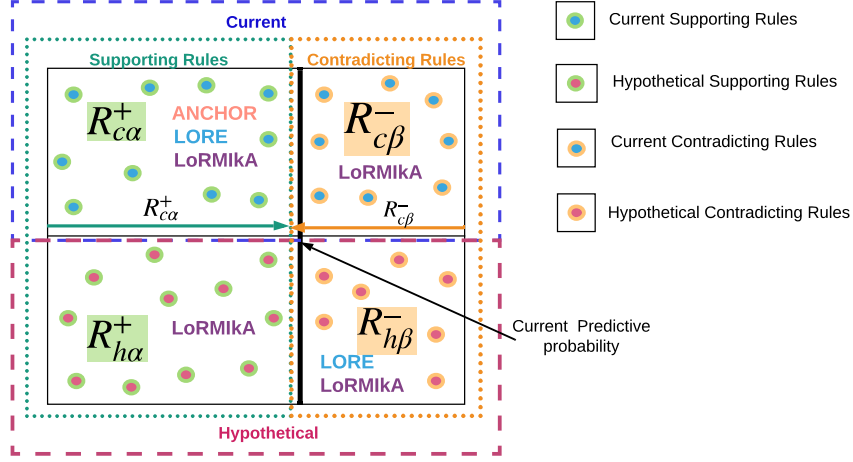 Current
Supporting Rules
Contradicting Rules
R⁺cα
ANCHOR
LORE
LoRMIkA
R⁻cβ
LoRMIkA
R⁺cα
R⁻cβ
R⁺hα
LoRMIkA
R⁻hβ
LORE
LoRMIkA
Hypothetical
Current Predictive
probability
Current Supporting Rules
Hypothetical Supporting Rules
Current Contradicting Rules
Hypothetical Contradicting Rules